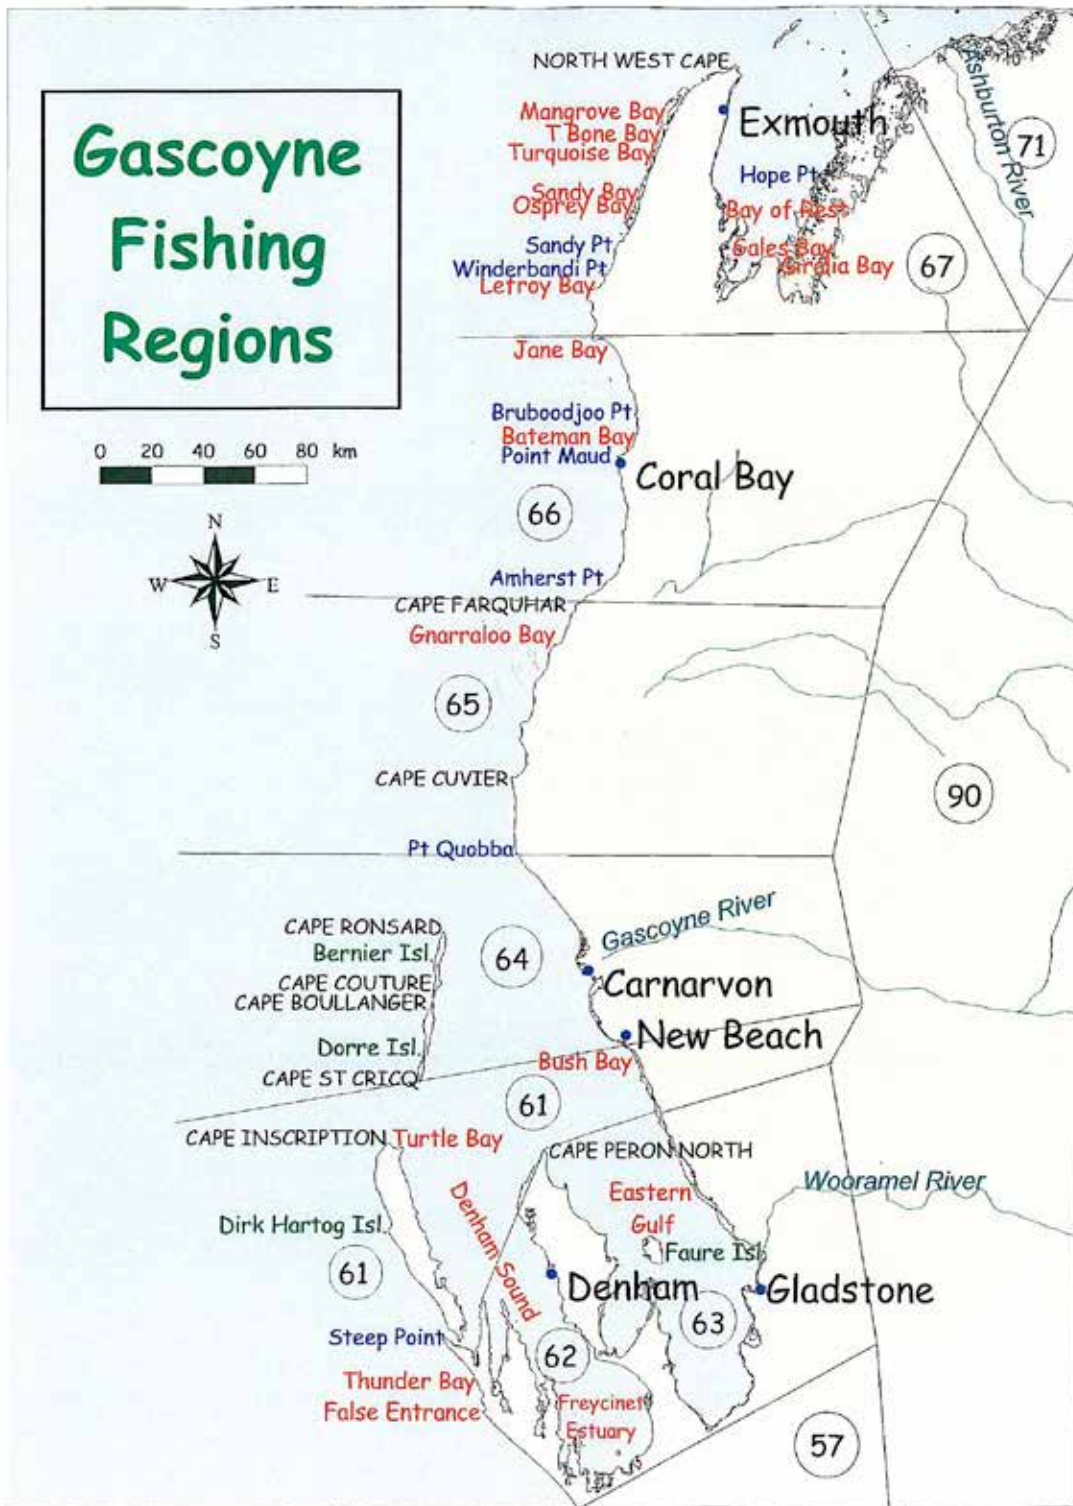 Gascoyne
Fishing
Regions
0 20 40 60 80 km
N
W E
S
NORTH WEST CAPE
Mangrove Bay
T Bone Bay
Turquoise Bay
Exmouth
Ashburton River
71
Hope Pt
Sandy Bay
Osprey Bay
Bay of Rest
Sandy Pt
Gales Bay
Winderbandi Pt
Giralia Bay
67
Lefroy Bay
Jane Bay
Bruboodjoo Pt
Bateman Bay
Point Maud
Coral Bay
66
Amherst Pt
CAPE FARQUHAR
Gnarraloo Bay
65
CAPE CUVIER
90
Pt Quobba
CAPE RONSARD
Bernier Isl.
64
Gascoyne River
CAPE COUTURE
Carnarvon
CAPE BOULLANGER
New Beach
Dorre Isl.
Bush Bay
CAPE ST CRICQ
61
CAPE INSCRIPTION
Turtle Bay
CAPE PERON NORTH
Wooramel River
Eastern
Gulf
Denham Sound
Dirk Hartog Isl.
Faure Isl.
61
Denham
Gladstone
63
Steep Point
62
Thunder Bay
False Entrance
Freycinet
Estuary
57